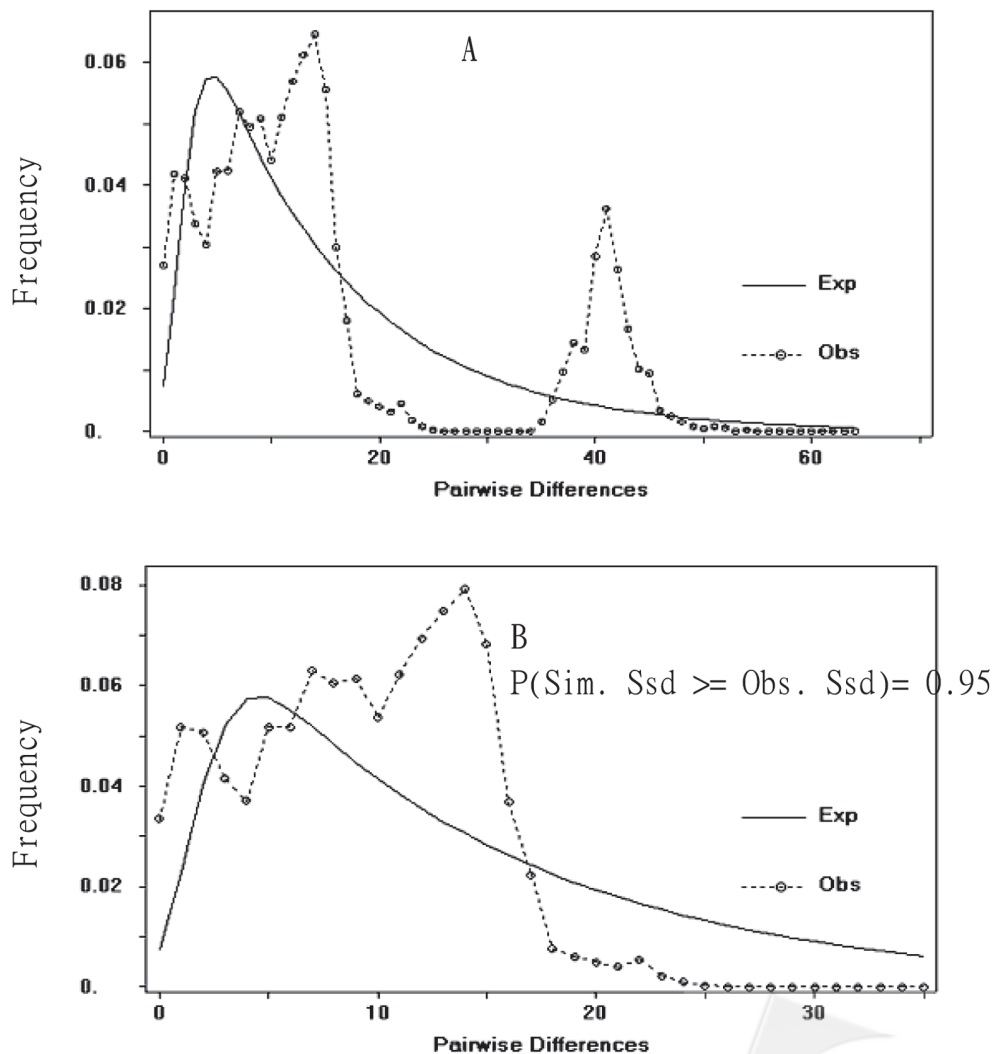 A
Frequency
0.06
0.04
0.02
0.
Exp
Obs
0 20 40 60
Pairwise Differences
B
P(Sim. Ssd >= Obs. Ssd)= 0.95
Frequency
0.08
0.06
0.04
0.02
0.
Exp
Obs
0 10 20 30
Pairwise Differences